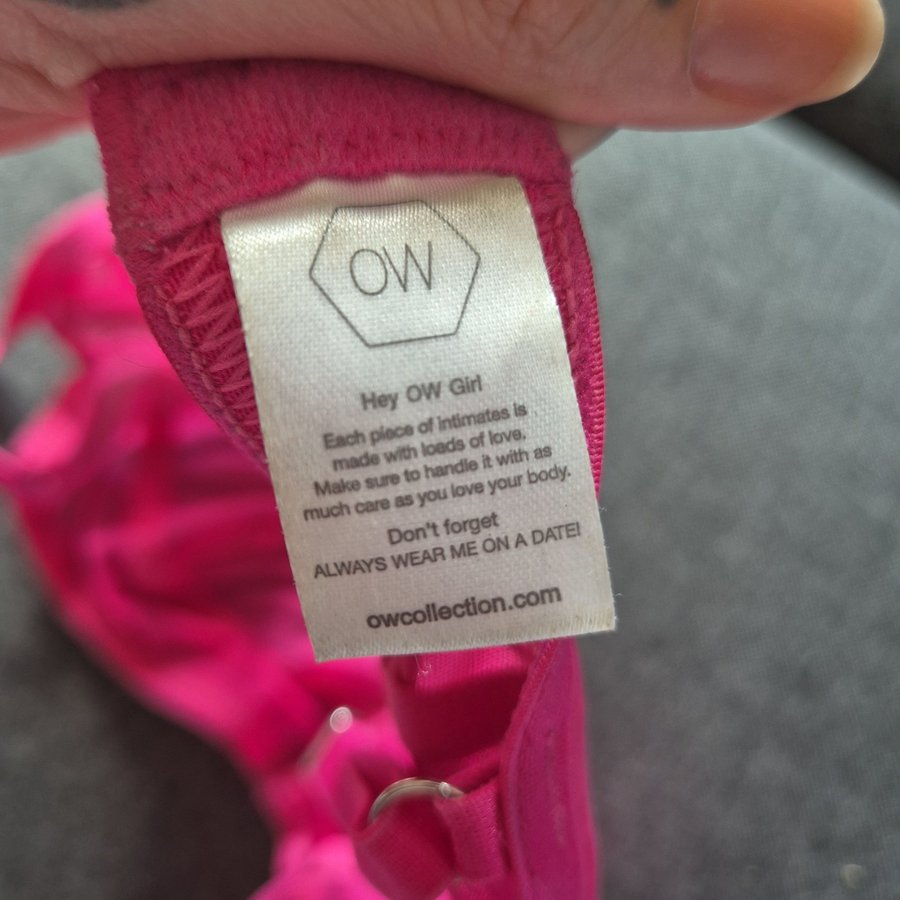 OW
Hey OW Girl
Each piece of intimates is
made with loads of love.
Make sure to handle it with as
much care as you love your body.
Don't forget
ALWAYS WEAR ME ON A DATE!
owcollection.com